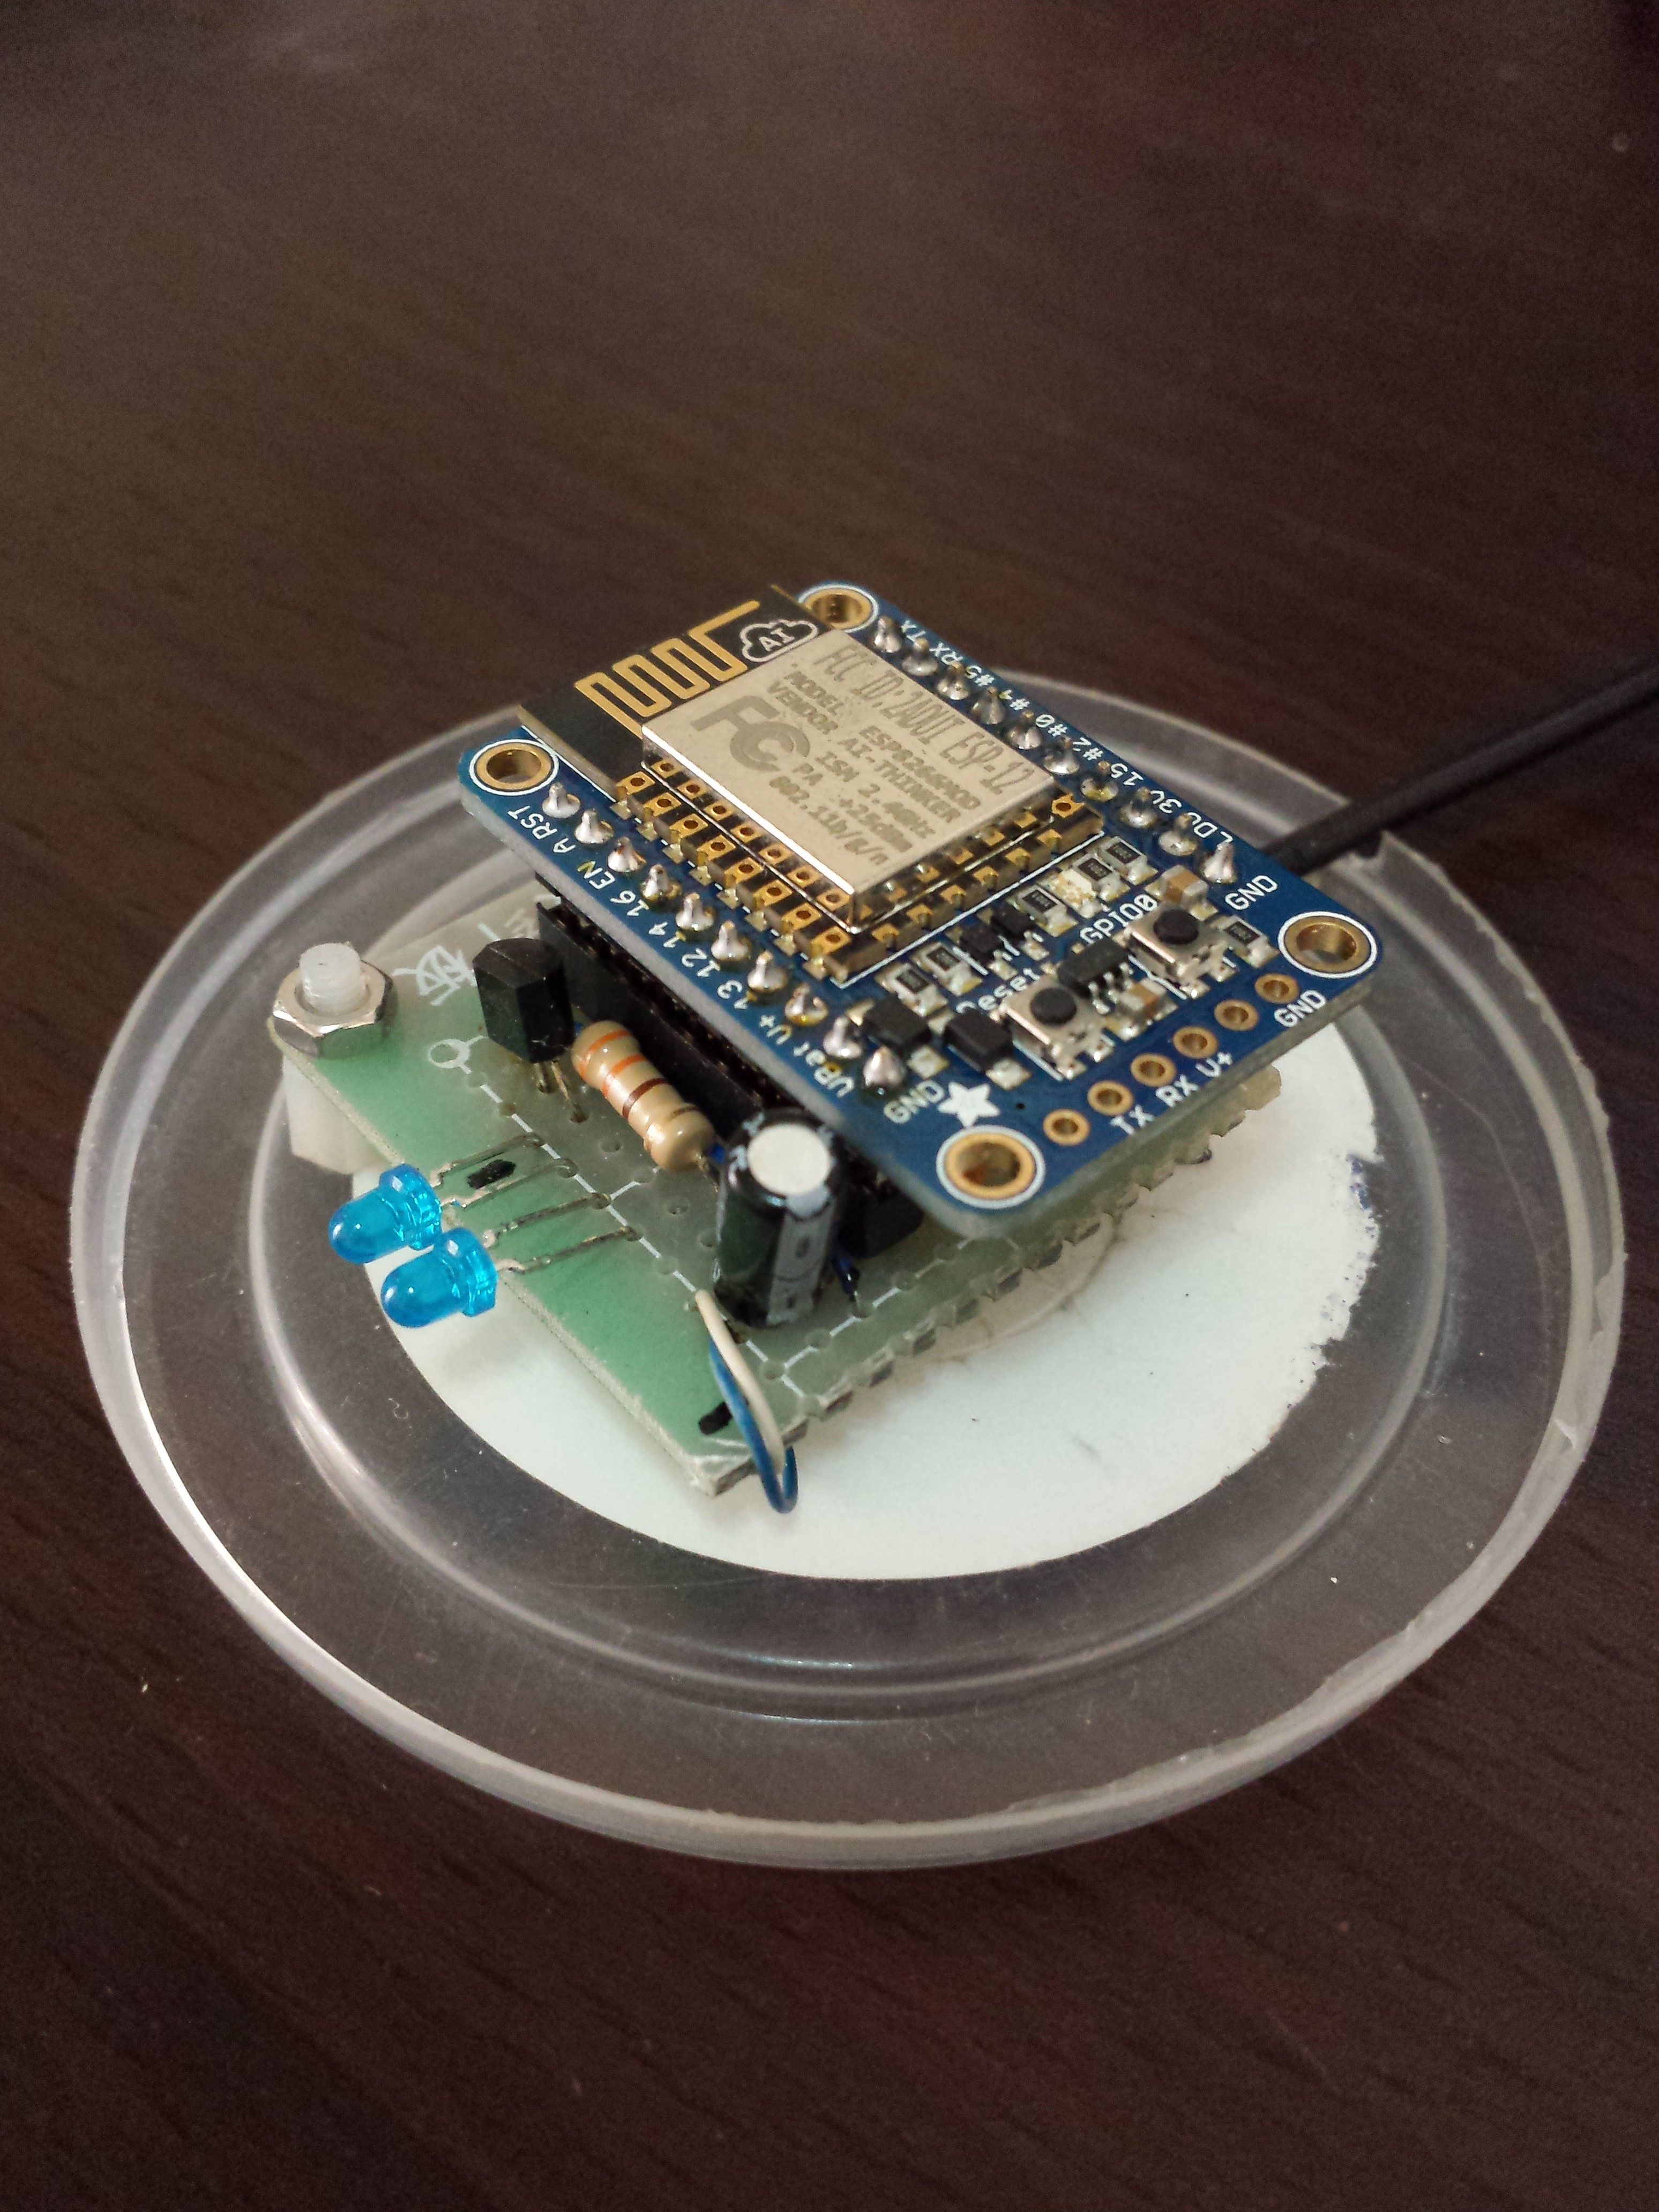 AI
FCC ID:2ADUI ESP-12
MODEL ESP8266MOD
VENDOR AI-THINKER
ISM 2.4GHz
PA +25dBm
802.11b/g/n
FC
TX
RX
#5
#4
#0
#2
15
3V
LDO
GND
RST
A
EN
16
14
12
13
V+
VBat
GND
GPIO0
Reset
TX RX V+ GND